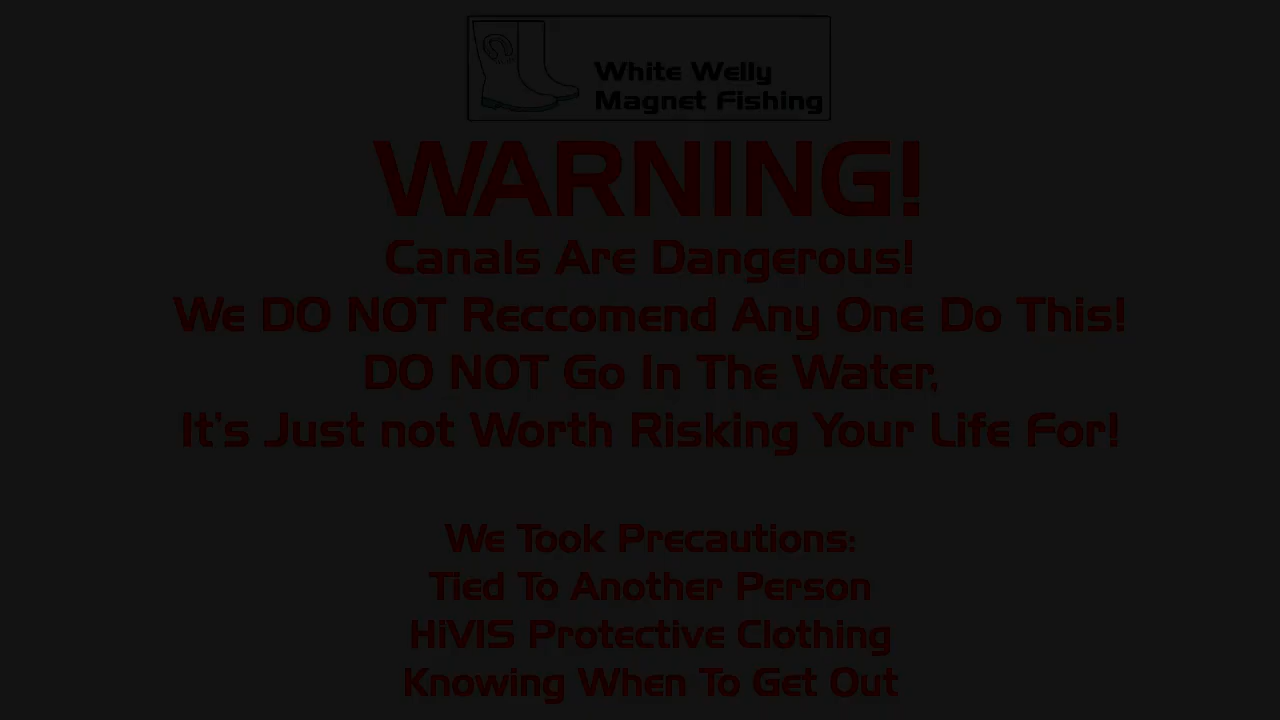 White Welly
Magnet Fishing
WARNING!
Canals Are Dangerous!
We DO NOT Reccomend Any One Do This!
DO NOT Go In The Water,
It's Just not Worth Risking Your Life For!
We Took Precautions:
Tied To Another Person
HiVIS Protective Clothing
Knowing When To Get Out